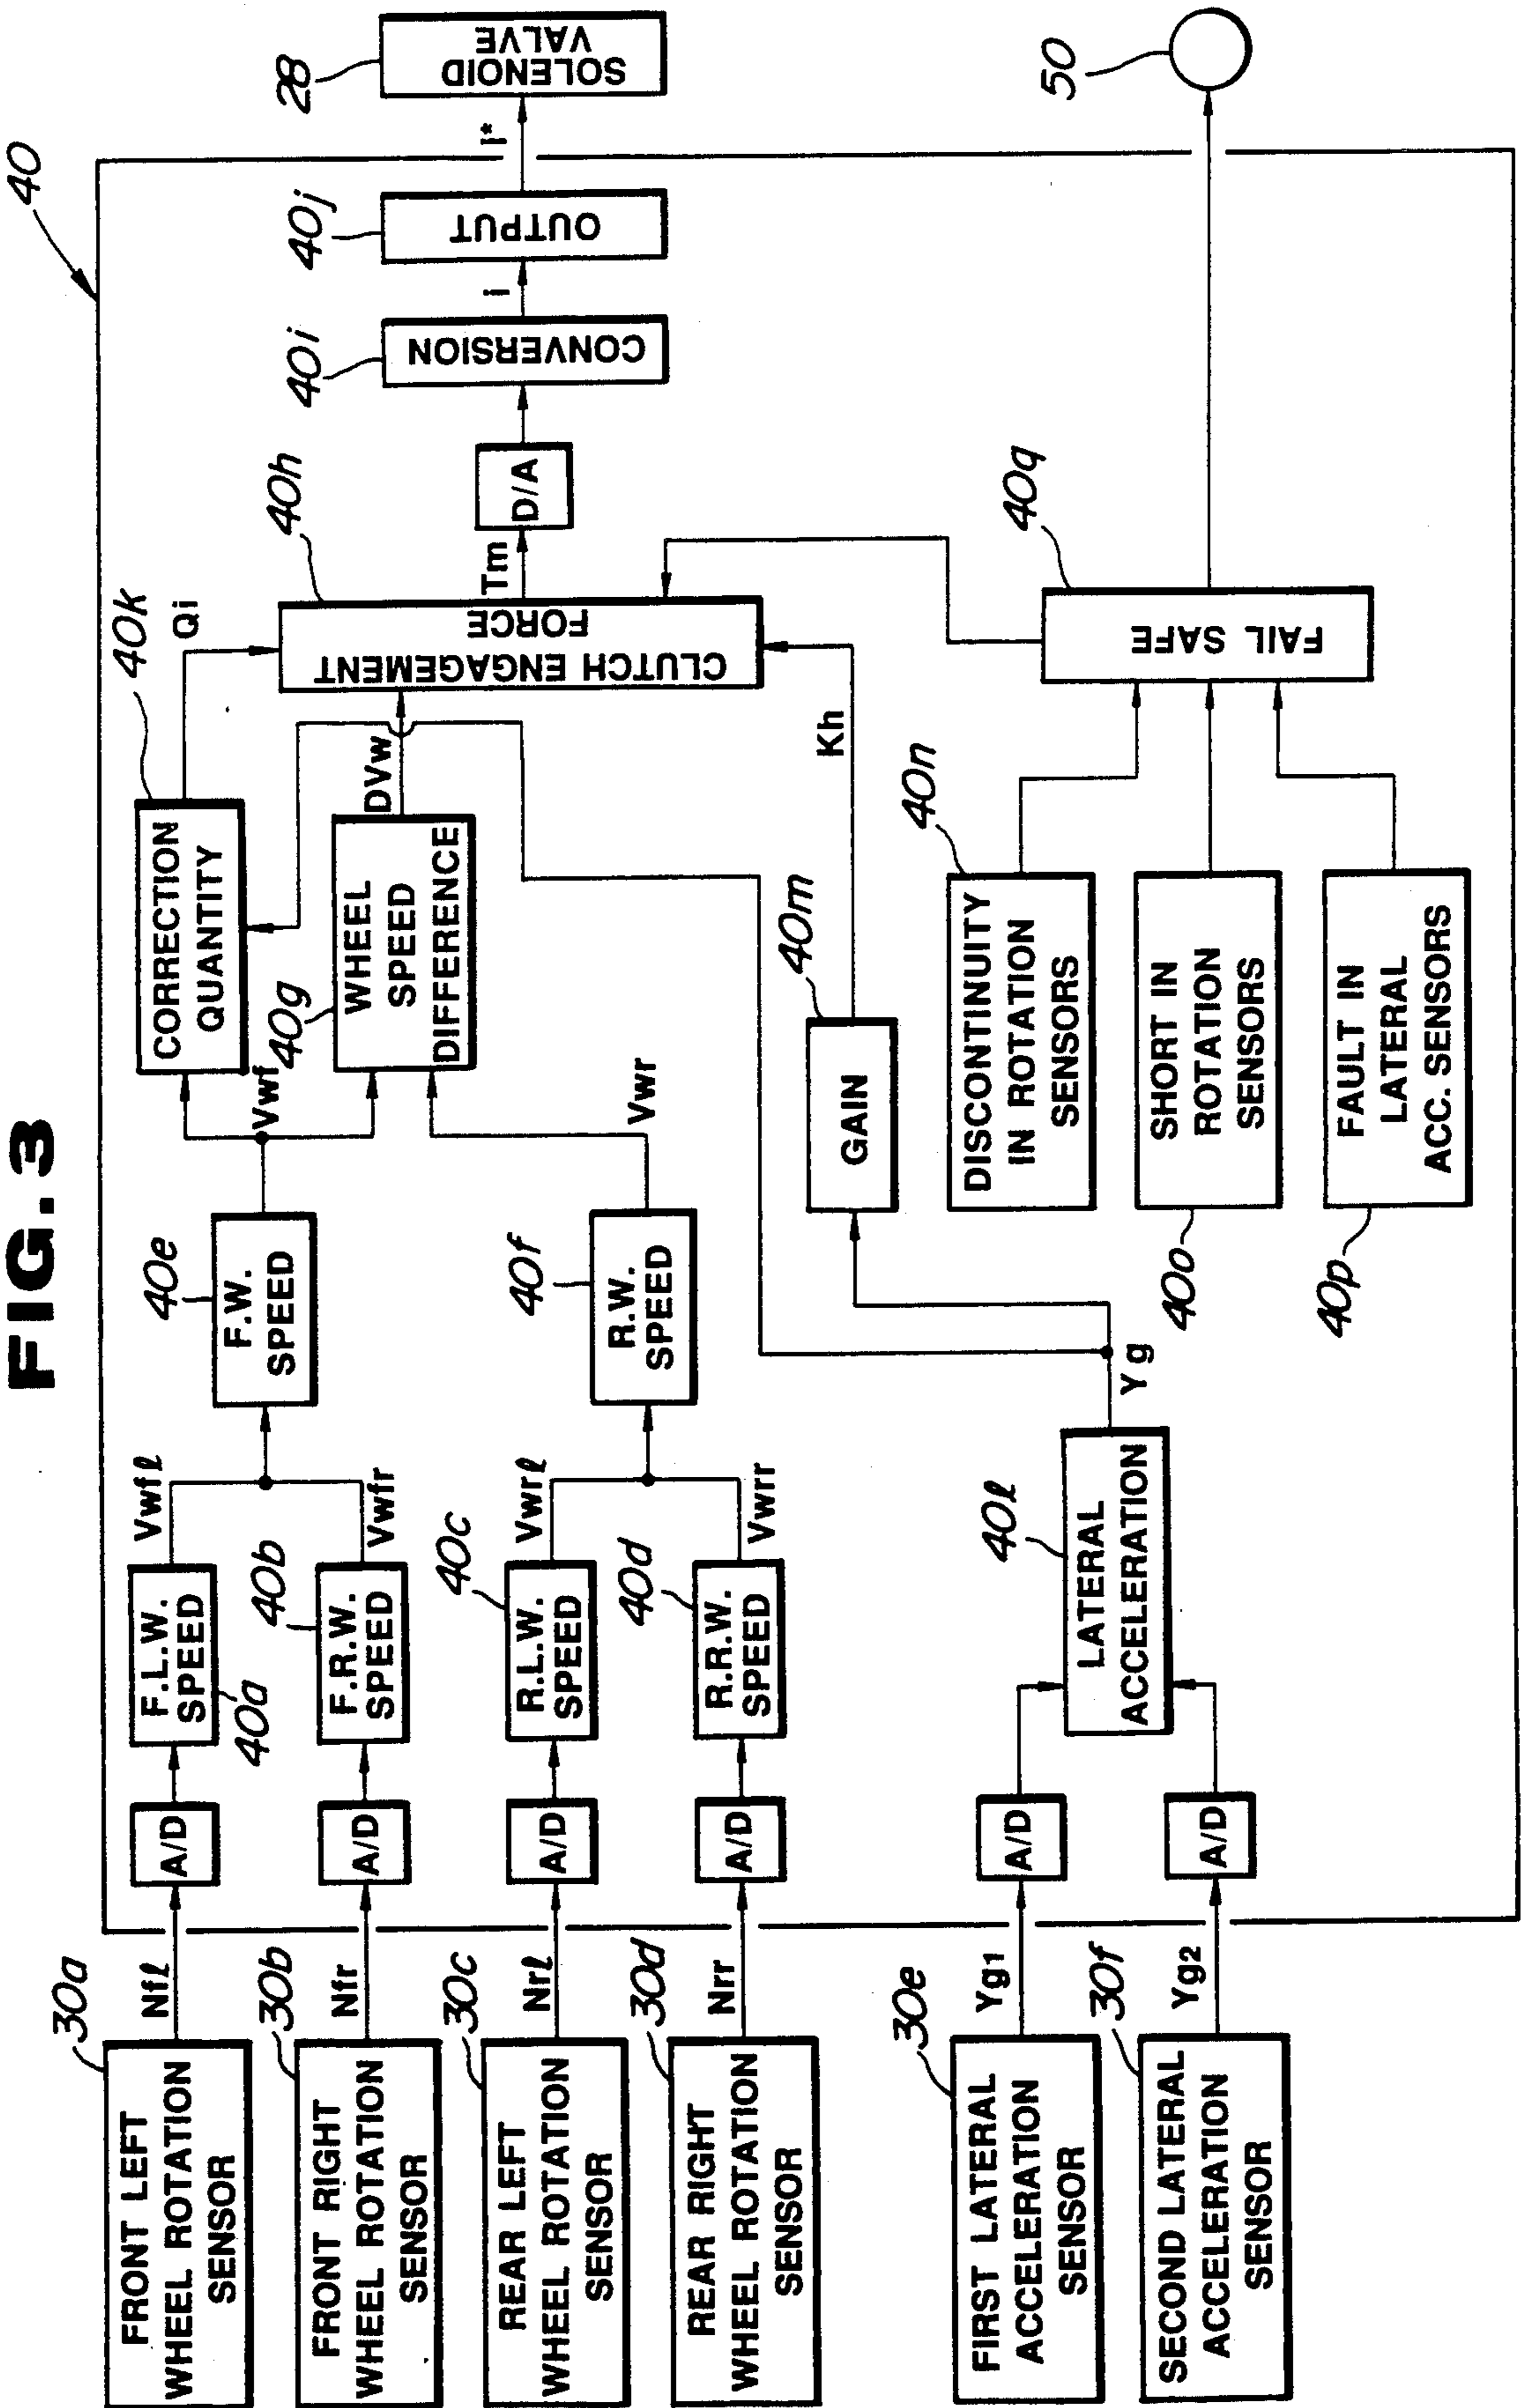 FIG. 3
FRONT LEFT
WHEEL ROTATION
SENSOR
30a
Nfℓ
A/D
F.L.W.
SPEED
40a
Vwfℓ
FRONT RIGHT
WHEEL ROTATION
SENSOR
30b
Nfr
A/D
F.R.W.
SPEED
40b
Vwfr
REAR LEFT
WHEEL ROTATION
SENSOR
30c
Nrℓ
A/D
R.L.W.
SPEED
40c
Vwrℓ
REAR RIGHT
WHEEL ROTATION
SENSOR
30d
Nrr
A/D
R.R.W.
SPEED
40d
Vwrr
FIRST LATERAL
ACCELERATION
SENSOR
30e
Yg1
A/D
SECOND LATERAL
ACCELERATION
SENSOR
30f
Yg2
A/D
LATERAL
ACCELERATION
40ℓ
Yg
F.W.
SPEED
40e
Vwf
R.W.
SPEED
40f
Vwr
CORRECTION
QUANTITY
40k
Qi
WHEEL
SPEED
DIFFERENCE
40g
DVw
GAIN
40m
Kh
DISCONTINUITY
IN ROTATION
SENSORS
40n
SHORT IN
ROTATION
SENSORS
40o
FAULT IN
LATERAL
ACC. SENSORS
40p
CLUTCH ENGAGEMENT
FORCE
40h
Tm
D/A
CONVERSION
40i
i
OUTPUT
40j
I*
SOLENOID
VALVE
28
FAIL SAFE
40q
50
40